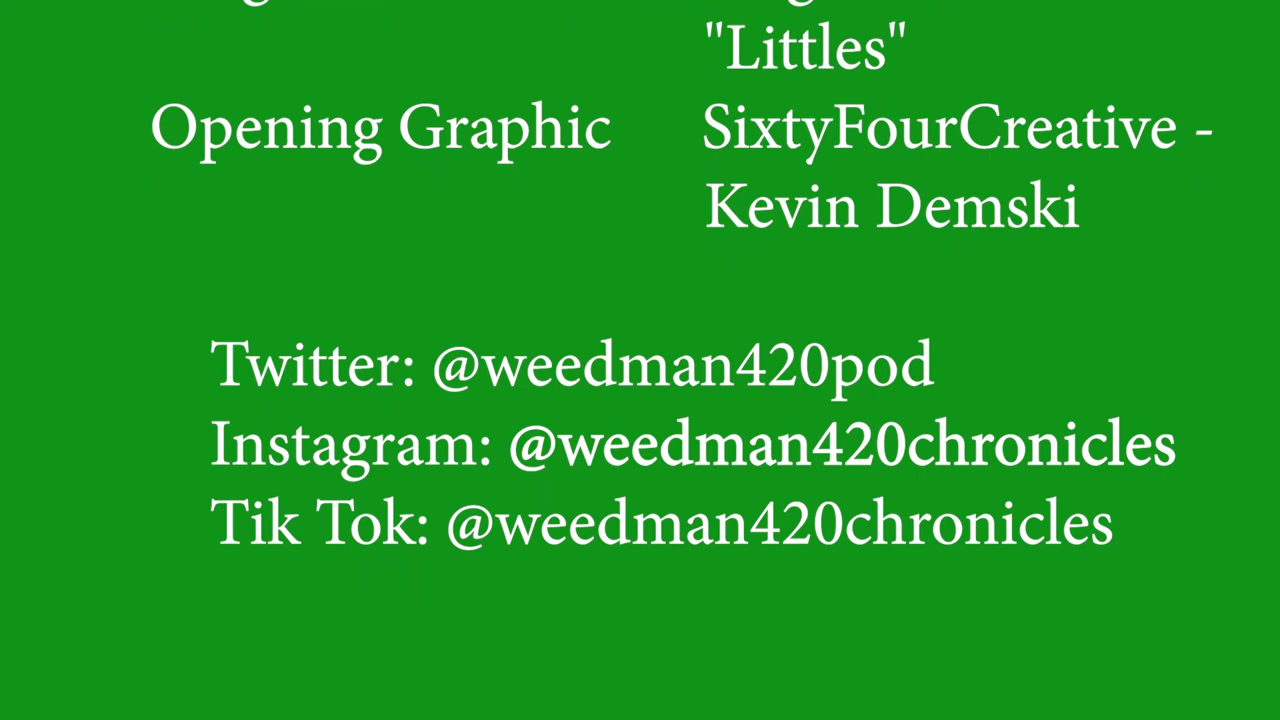 "Littles"
Opening Graphic SixtyFourCreative -
Kevin Demski
Twitter: @weedman420pod
Instagram: @weedman420chronicles
Tik Tok: @weedman420chronicles